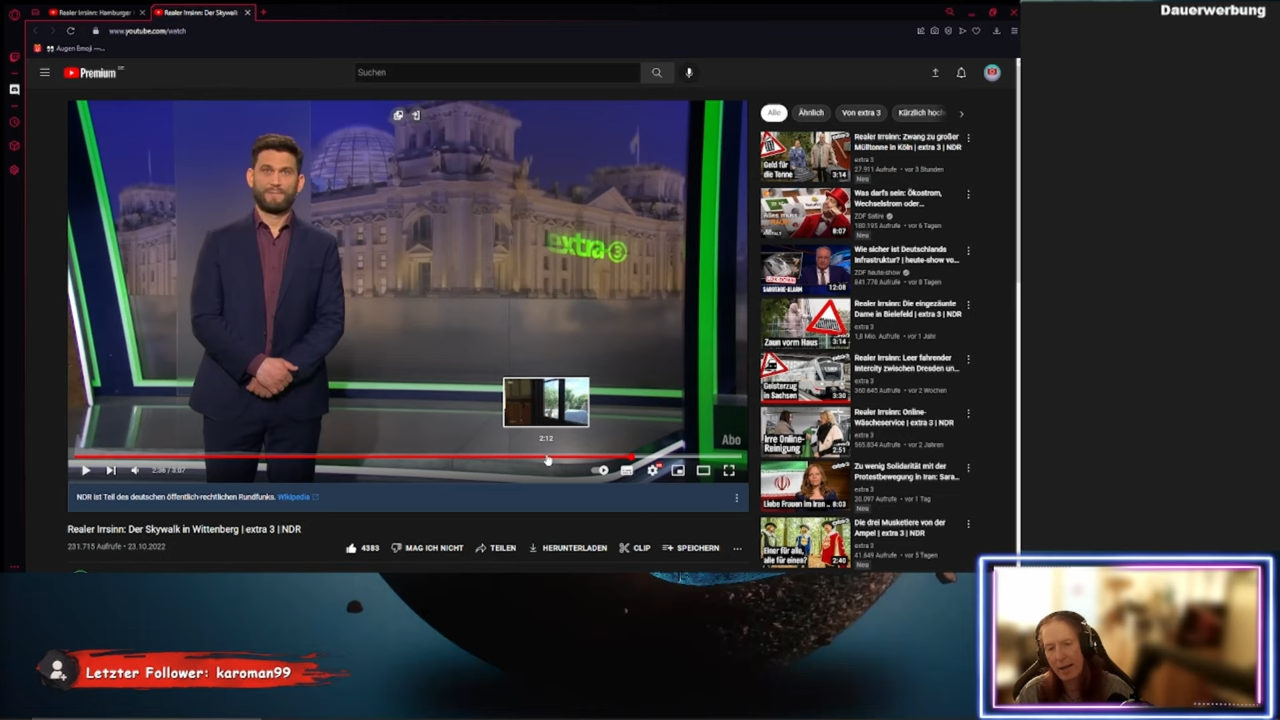 Realer Irrsinn: Hamburger
Realer Irrsinn: Der Skywalk
Dauerwerbung
www.youtube.com/watch
Augen Emoji —...
Premium DE
Suchen
Alle
Ähnlich
Von extra 3
Kürzlich hoch
extra 3
Abo
2:12
2:36 / 3:07
NDR ist Teil des deutschen öffentlich-rechtlichen Rundfunks. Wikipedia
Realer Irrsinn: Der Skywalk in Wittenberg | extra 3 | NDR
231.715 Aufrufe • 23.10.2022
4383
MAG ICH NICHT
TEILEN
HERUNTERLADEN
CLIP
SPEICHERN
Geld für
die Tonne
3:14
Realer Irrsinn: Zwang zu großer
Mülltonne in Köln | extra 3 | NDR
extra 3
27.911 Aufrufe • vor 3 Stunden
Neu
Alles muss
8:07
Was darfs sein: Ökostrom,
Wechselstrom oder...
ZDF Satire
180.195 Aufrufe • vor 6 Tagen
Neu
SABOTAGE-ALARM
12:08
Wie sicher ist Deutschlands
Infrastruktur? | heute-show vo...
ZDF heute-show
841.778 Aufrufe • vor 8 Tagen
Zaun vorm Haus
3:14
Realer Irrsinn: Die eingezäunte
Dame in Bielefeld | extra 3 | NDR
extra 3
1,8 Mio. Aufrufe • vor 1 Jahr
Geisterzug
in Sachsen
3:30
Realer Irrsinn: Leer fahrender
Intercity zwischen Dresden un...
extra 3
360.645 Aufrufe • vor 2 Wochen
Irre Online-
Reinigung
2:51
Realer Irrsinn: Online-
Wäscheservice | extra 3 | NDR
extra 3
565.834 Aufrufe • vor 2 Jahren
Liebe Frauen im Iran ...
8:03
Zu wenig Solidarität mit der
Protestbewegung in Iran: Sara...
extra 3
20.097 Aufrufe • vor 1 Tag
Neu
Einer für alle,
alle für einen?
2:40
Die drei Musketiere von der
Ampel | extra 3 | NDR
extra 3
41.649 Aufrufe • vor 5 Tagen
Neu
Letzter Follower: karoman99